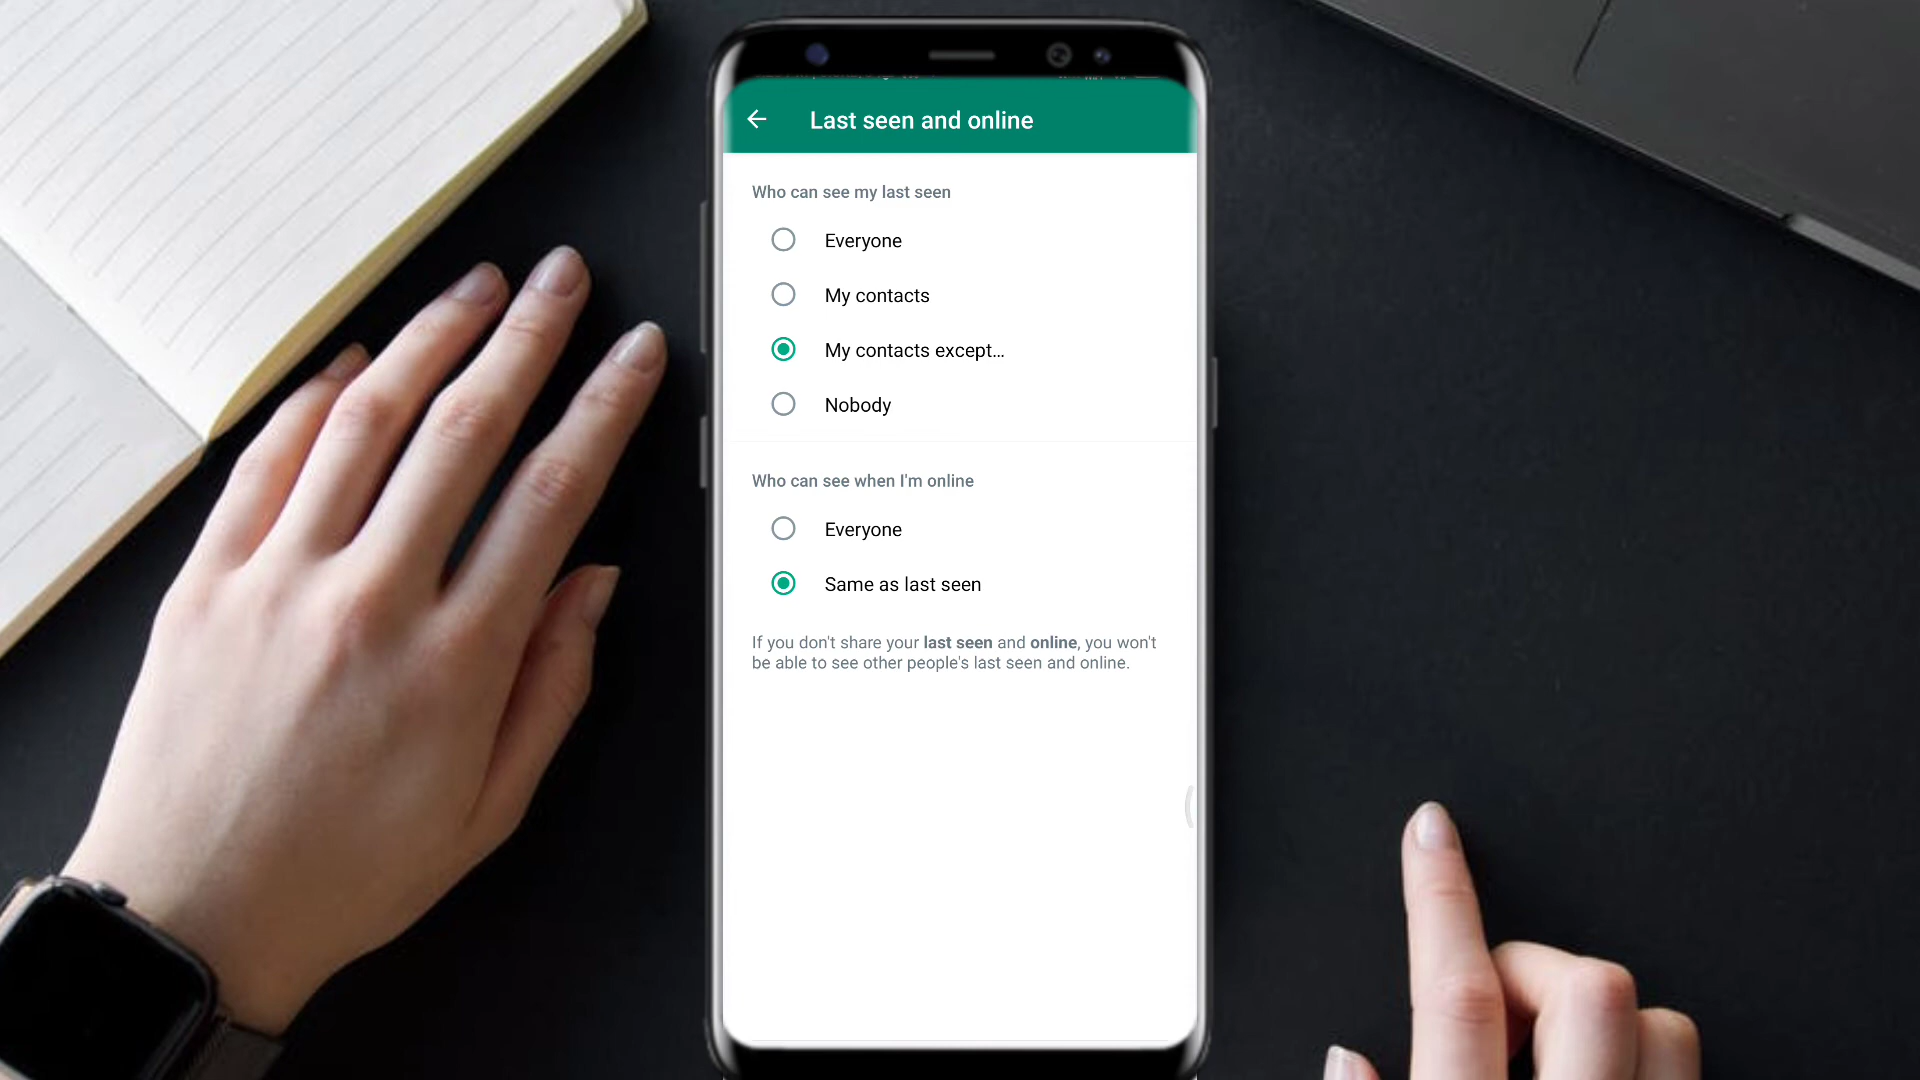 Last seen and online
Who can see my last seen
Everyone
My contacts
My contacts except...
Nobody
Who can see when I'm online
Everyone
Same as last seen
If you don't share your last seen and online, you won't
be able to see other people's last seen and online.